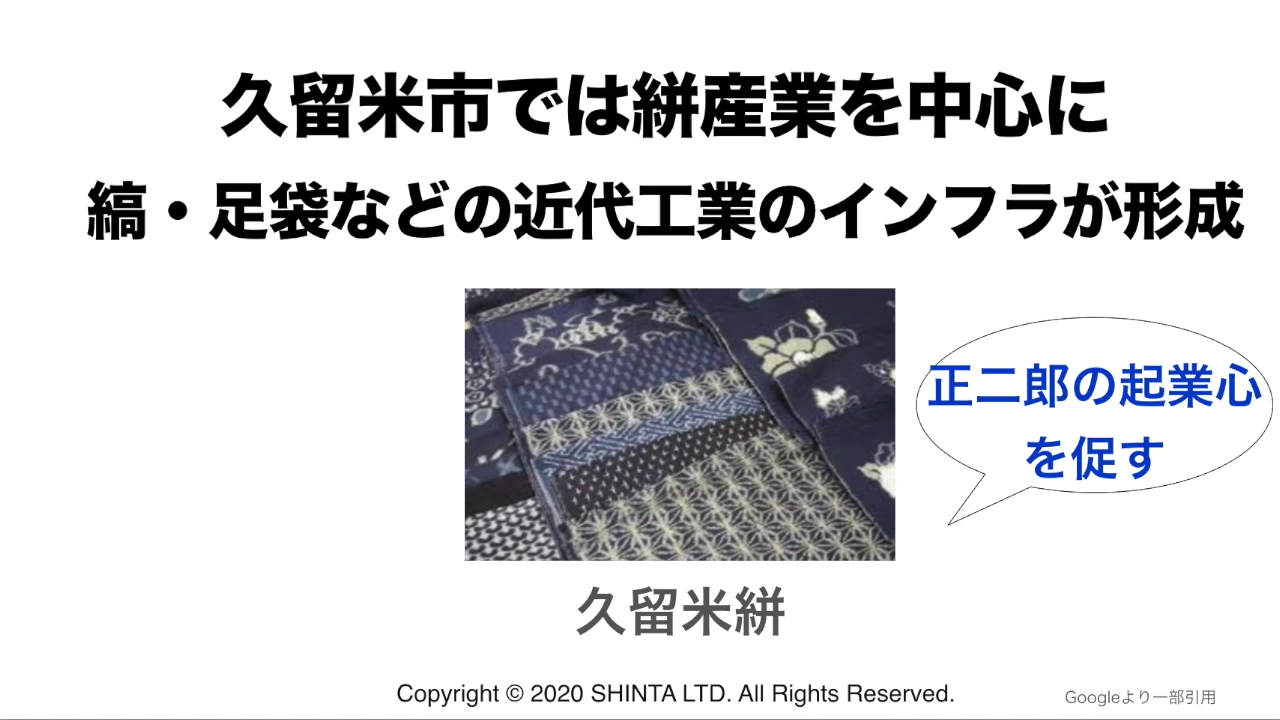 久留米市では絣産業を中心に
縞・足袋などの近代工業のインフラが形成
正二郎の起業心
を促す
久留米絣
Copyright © 2020 SHINTA LTD. All Rights Reserved.
Googleより一部引用